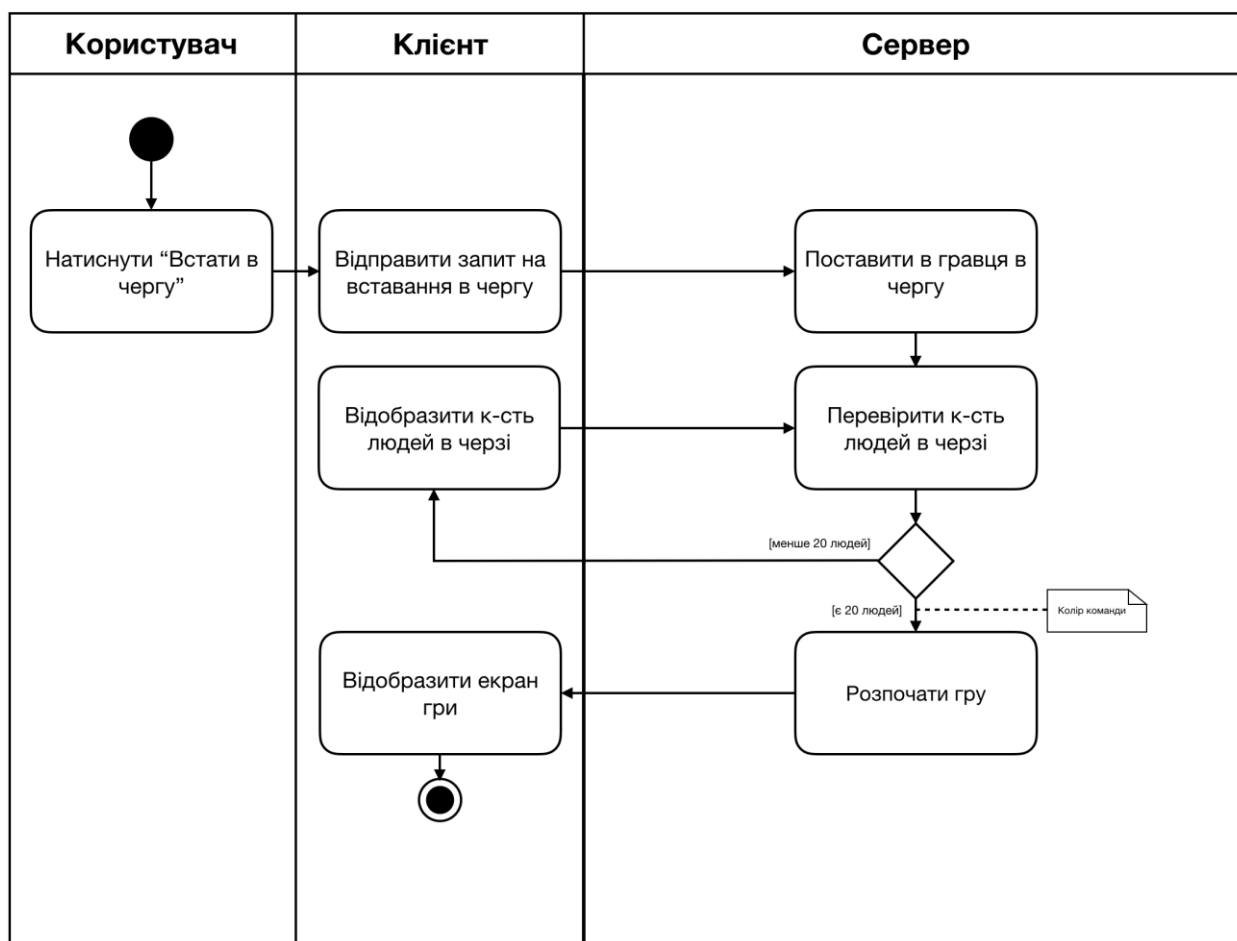 Користувач
Клієнт
Сервер
Натиснути “Встати в
чергу”
Відправити запит на
вставання в чергу
Поставити в гравця в
чергу
Відобразити к-сть
людей в черзі
Перевірити к-сть
людей в черзі
[менше 20 людей]
[є 20 людей]
Колір команди
Відобразити екран
гри
Розпочати гру